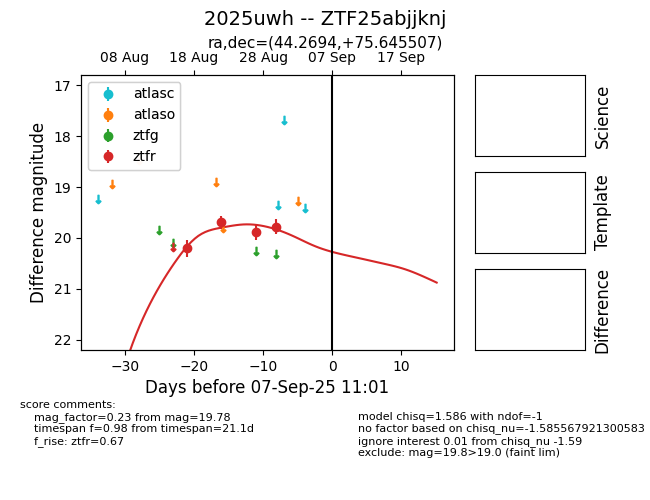 2025uwh -- ZTF25abjjknj
ra,dec=(44.2694,+75.645507)
08 Aug
18 Aug
28 Aug
07 Sep
17 Sep
atlasc
atlaso
ztfg
ztfr
17
18
19
20
21
22
Difference magnitude
−30
−20
−10
0
10
Days before 07-Sep-25 11:01
Science
Template
Difference
score comments:
mag_factor=0.23 from mag=19.78
timespan f=0.98 from timespan=21.1d
f_rise: ztfr=0.67
model chisq=1.586 with ndof=-1
no factor based on chisq_nu=-1.585567921300583
ignore interest 0.01 from chisq_nu -1.59
exclude: mag=19.8>19.0 (faint lim)